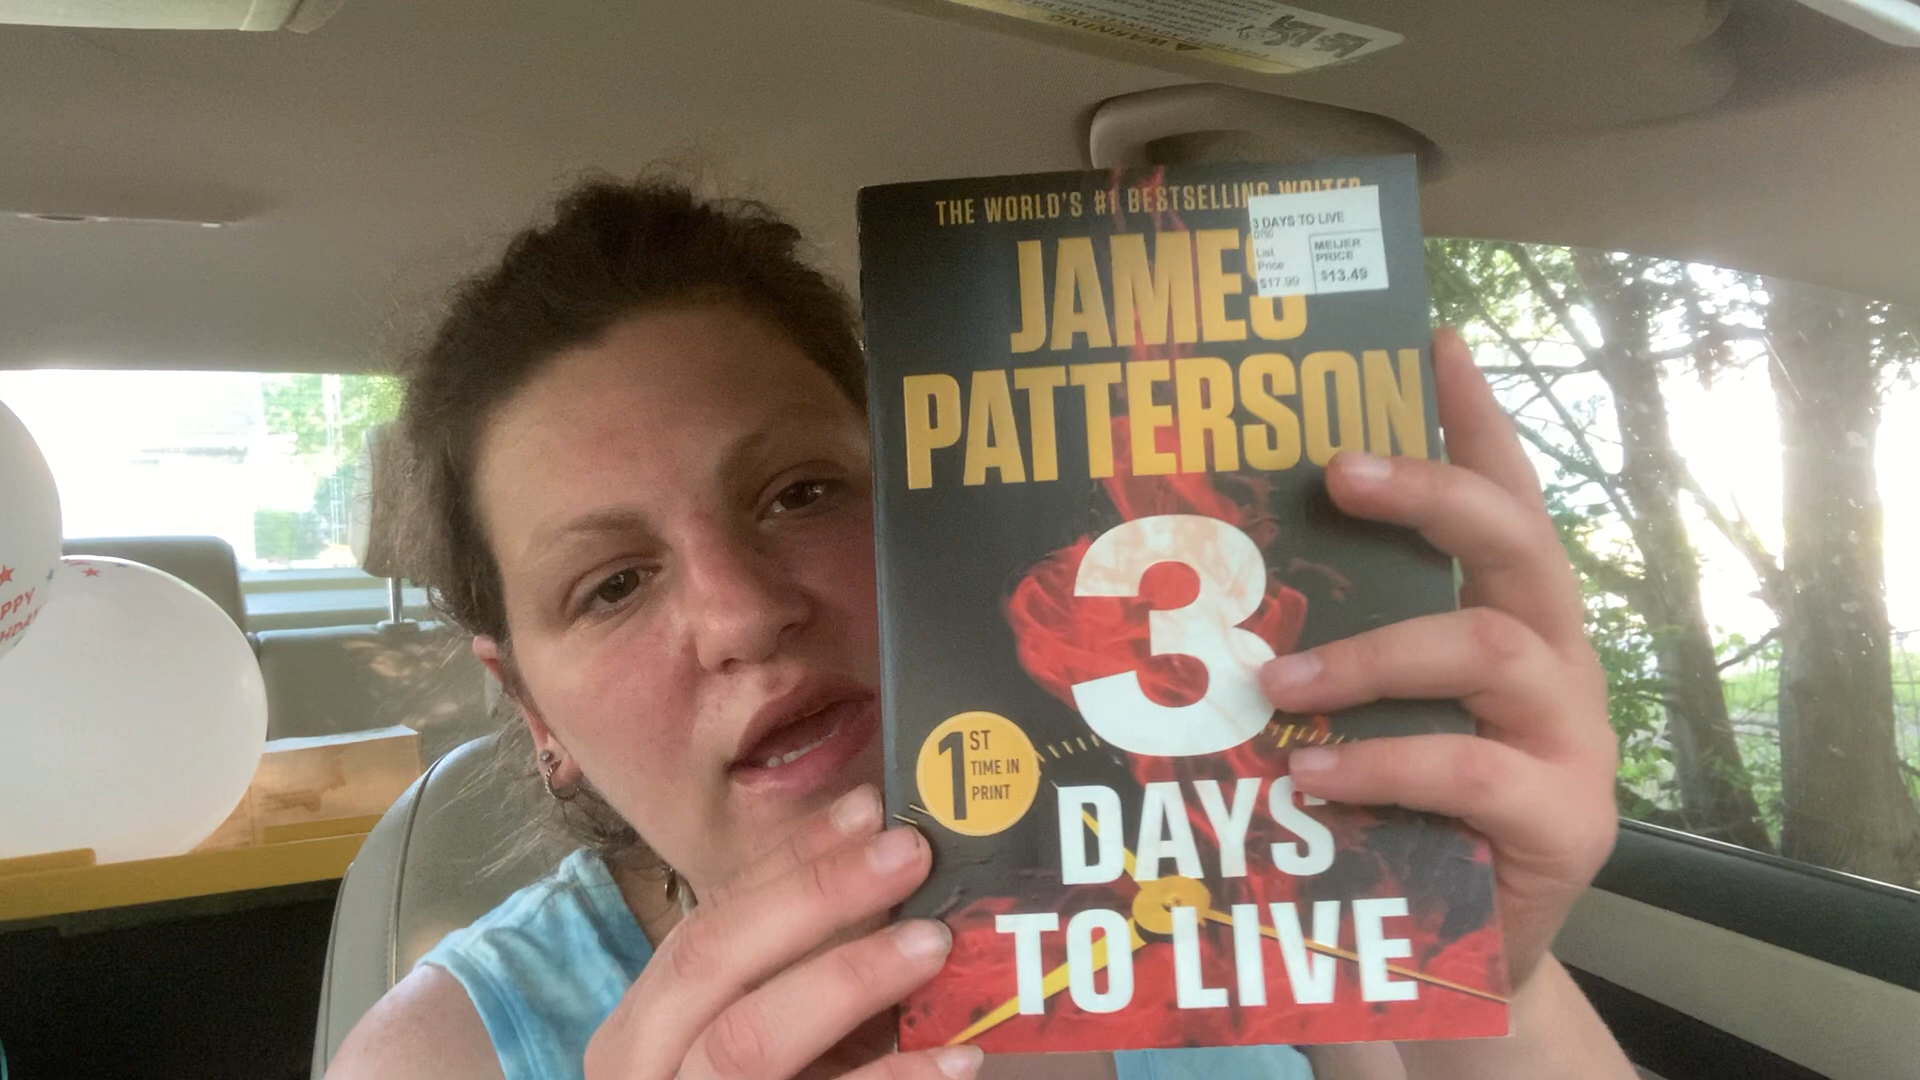 WARNING
THE WORLD'S #1 BESTSELLING WRITER
3 DAYS TO LIVE
List
Price
$17.99
MEIJER
PRICE
$13.49
JAMES
PATTERSON
3
DAYS
TO LIVE
1ST
TIME IN
PRINT
PPY